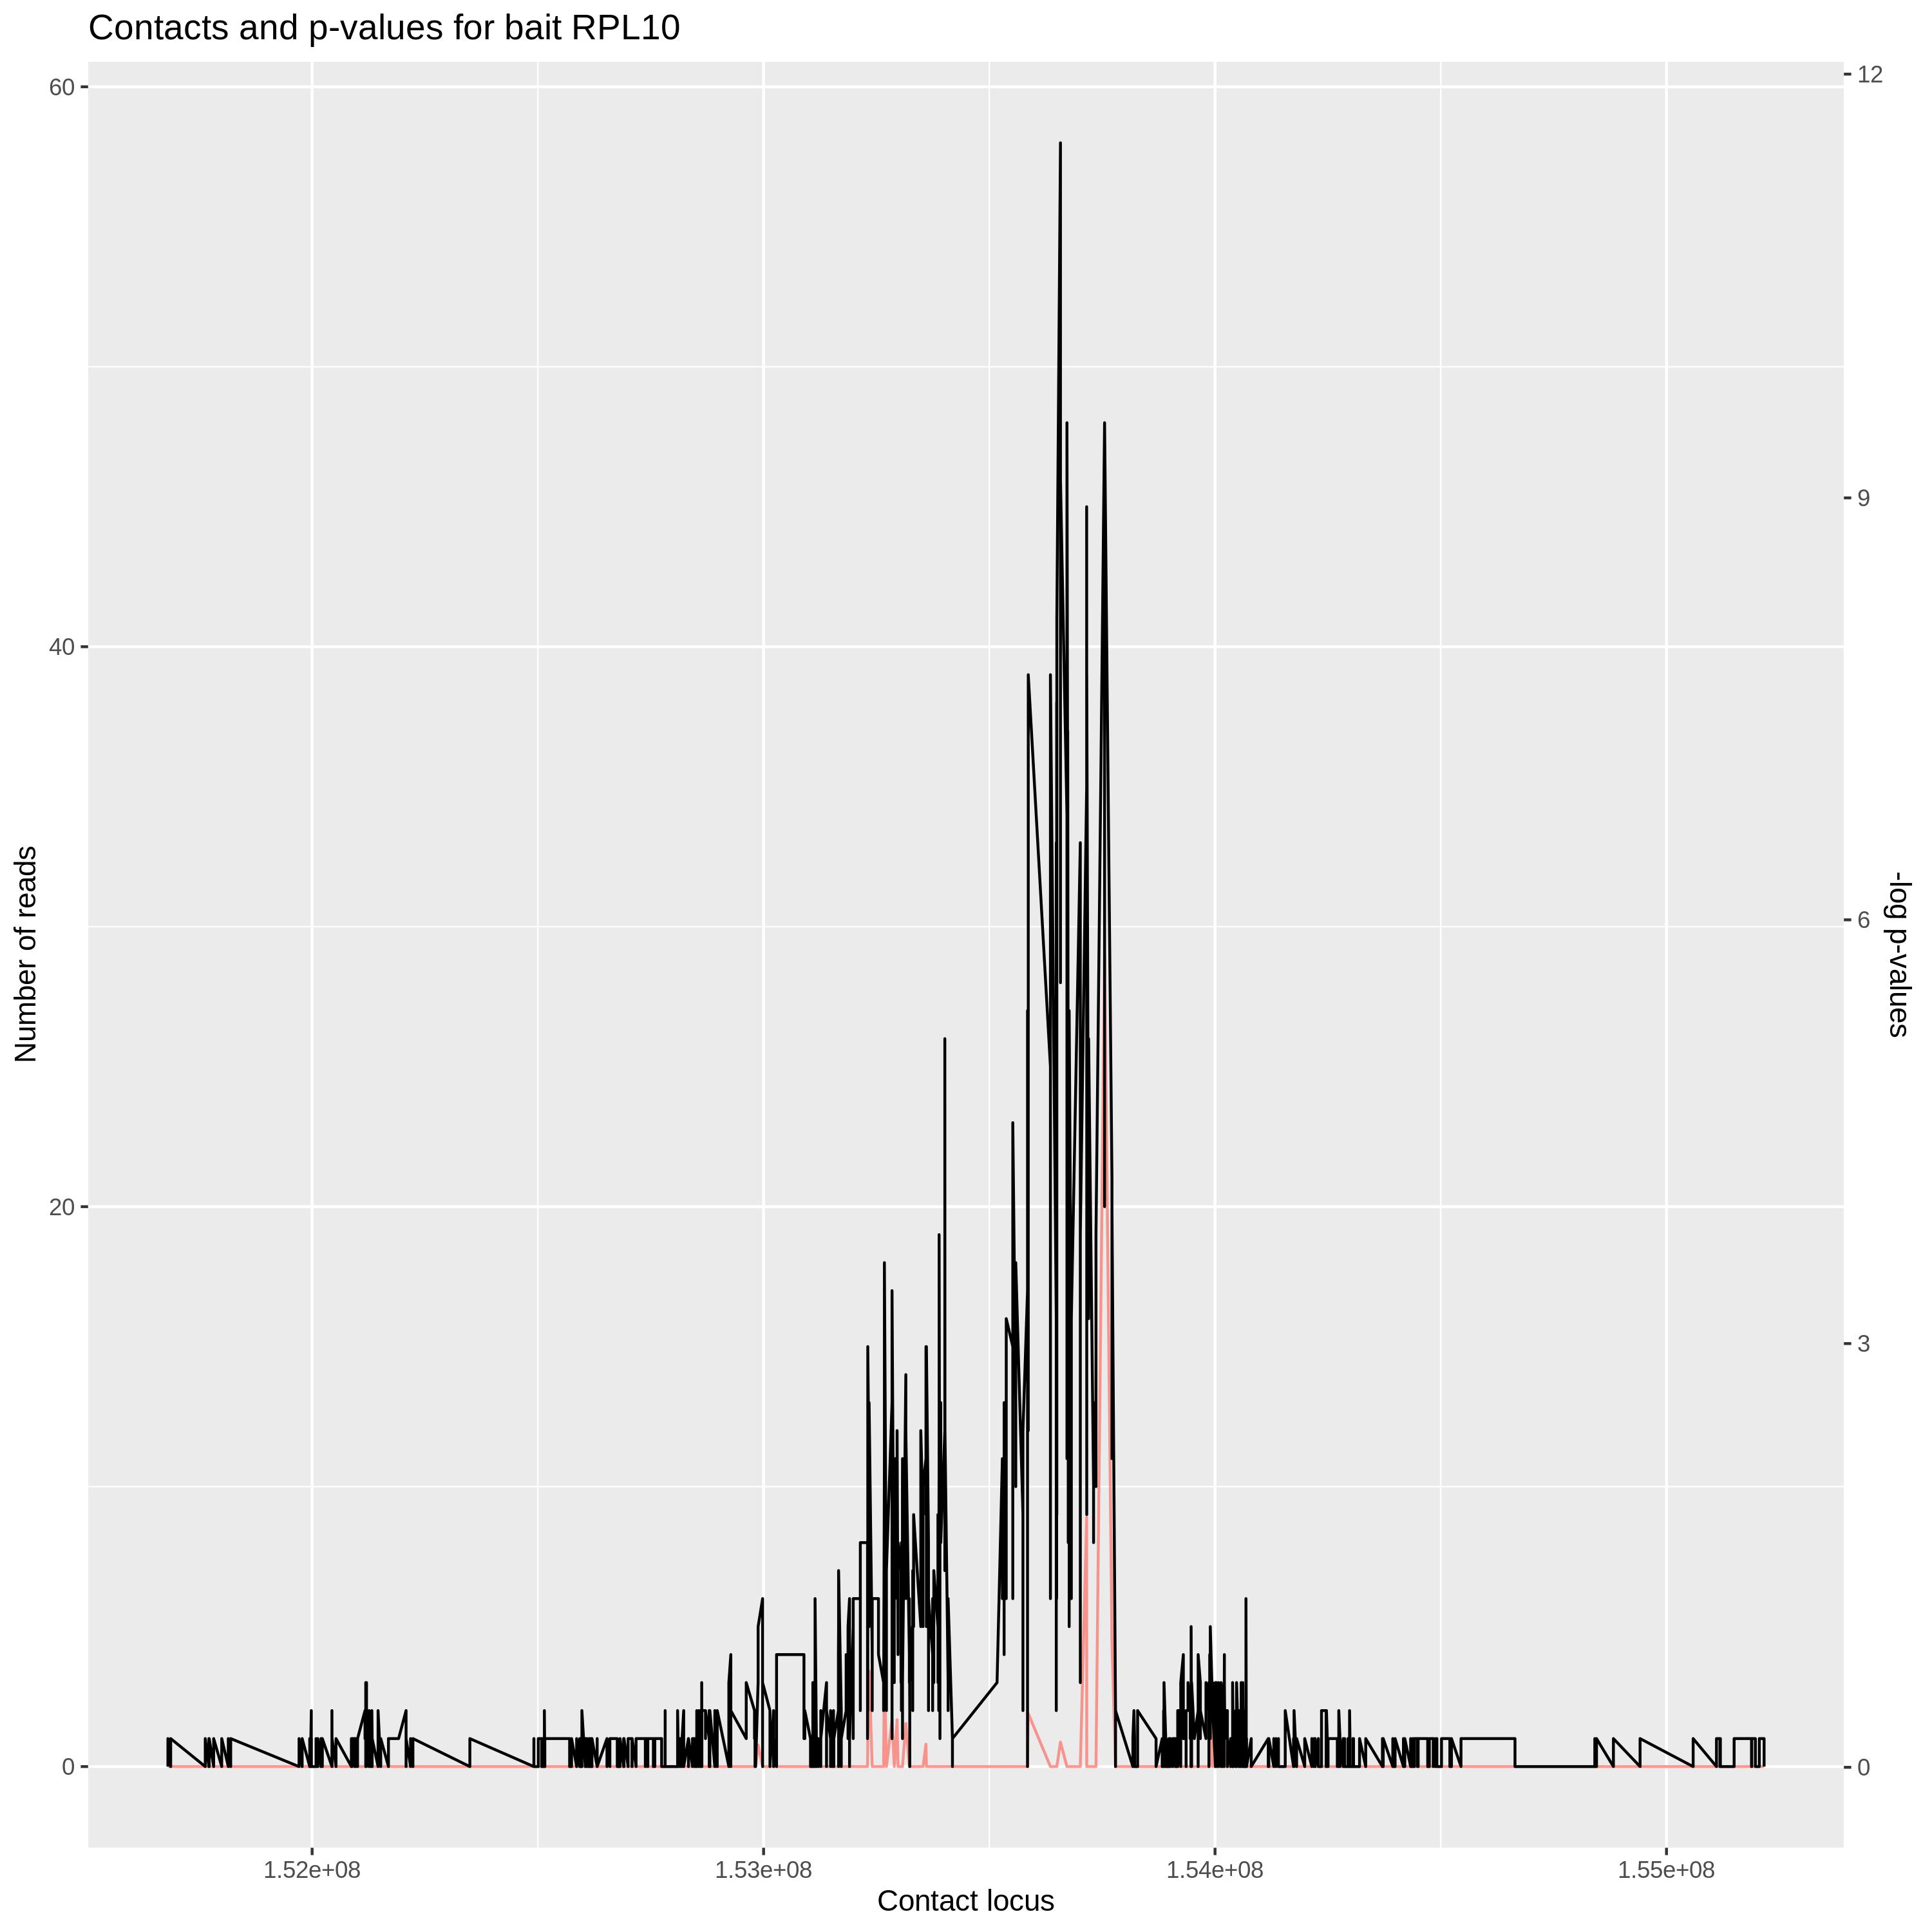 Contacts and p-values for bait RPL10
60
40
20
0
12
9
6
3
0
Number of reads
-log p-values
1.52e+08
1.53e+08
1.54e+08
1.55e+08
Contact locus